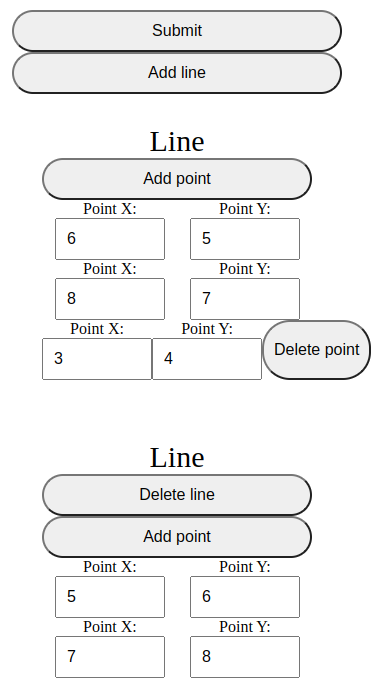 Submit
Add line
Line
Add point
Point X: Point Y:
6 5
Point X: Point Y:
8 7
Point X: Point Y:
3 4 Delete point
Line
Delete line
Add point
Point X: Point Y:
5 6
Point X: Point Y:
7 8